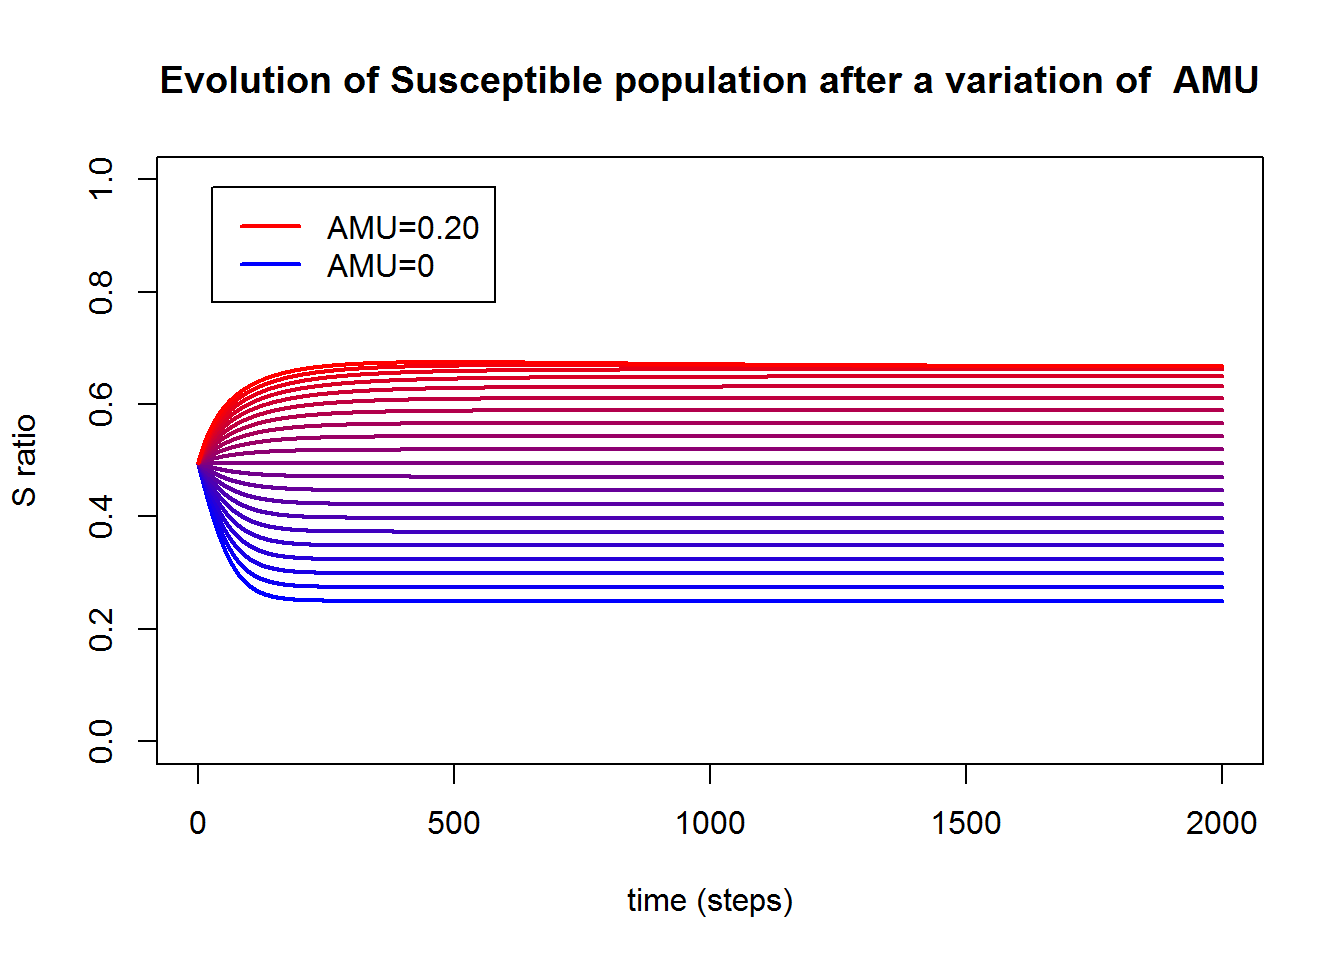 Evolution of Susceptible population after a variation of  AMU
AMU=0.20
AMU=0
S ratio
1.0
0.8
0.6
0.4
0.2
0.0
0 500 1000 1500 2000
time (steps)